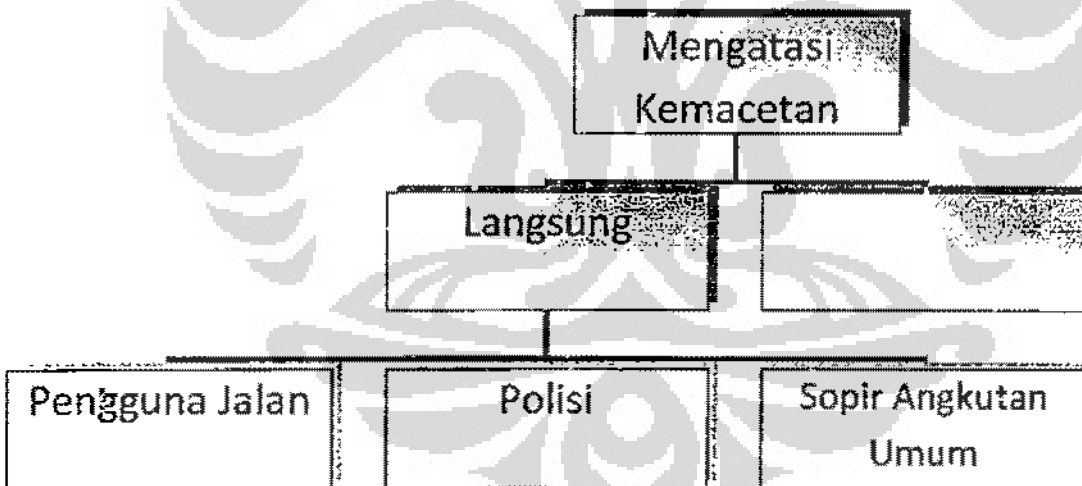 Mengatasi
Kemacetan
Langsung
Pengguna Jalan
Polisi
Sopir Angkutan
Umum